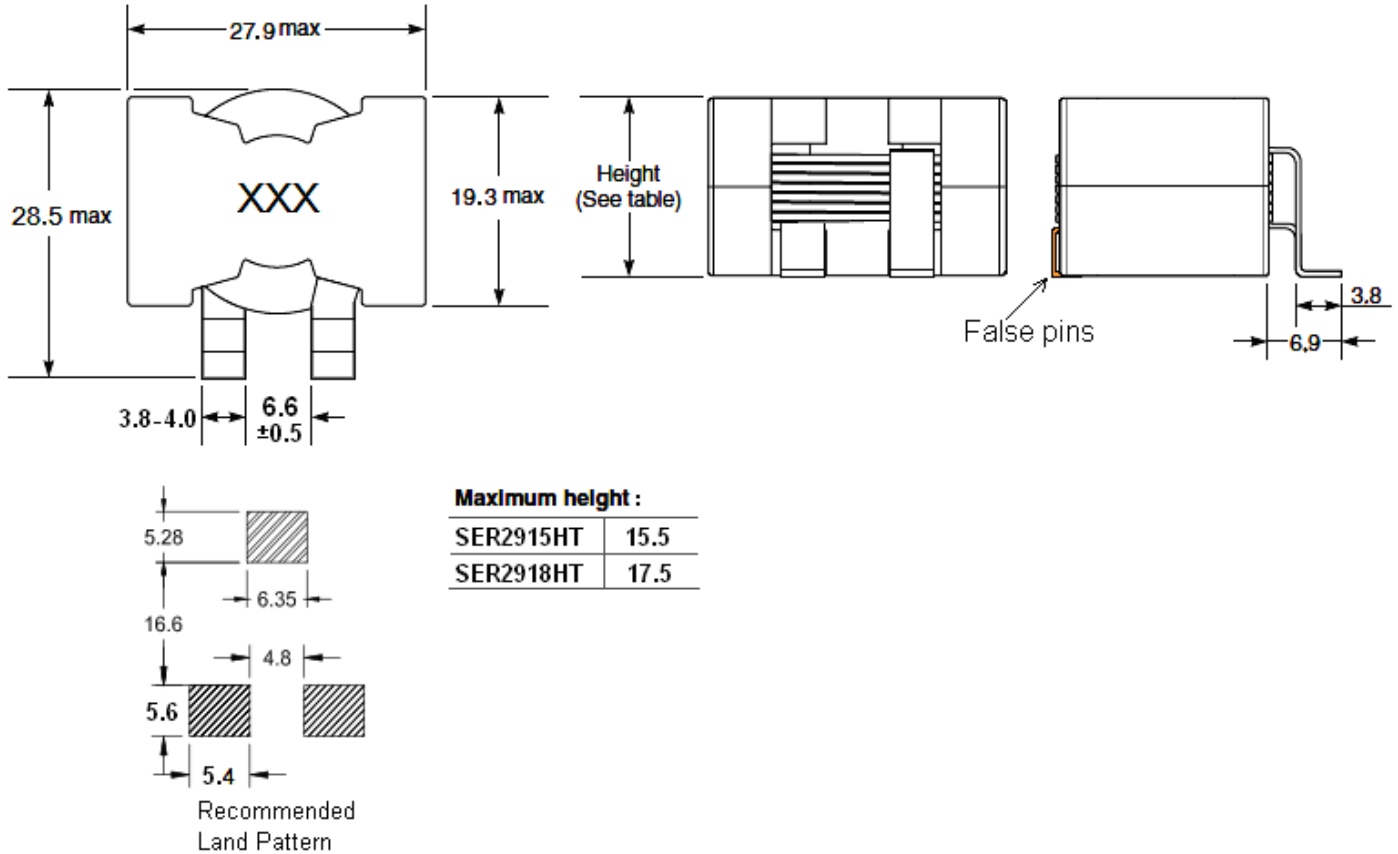 27.9 max
28.5 max
XXX
19.3 max
3.8-4.0
6.6
±0.5
Height
(See table)
False pins
3.8
6.9
5.28
6.35
16.6
4.8
5.6
5.4
Recommended
Land Pattern
Maximum height :
SER2915HT 15.5
SER2918HT 17.5